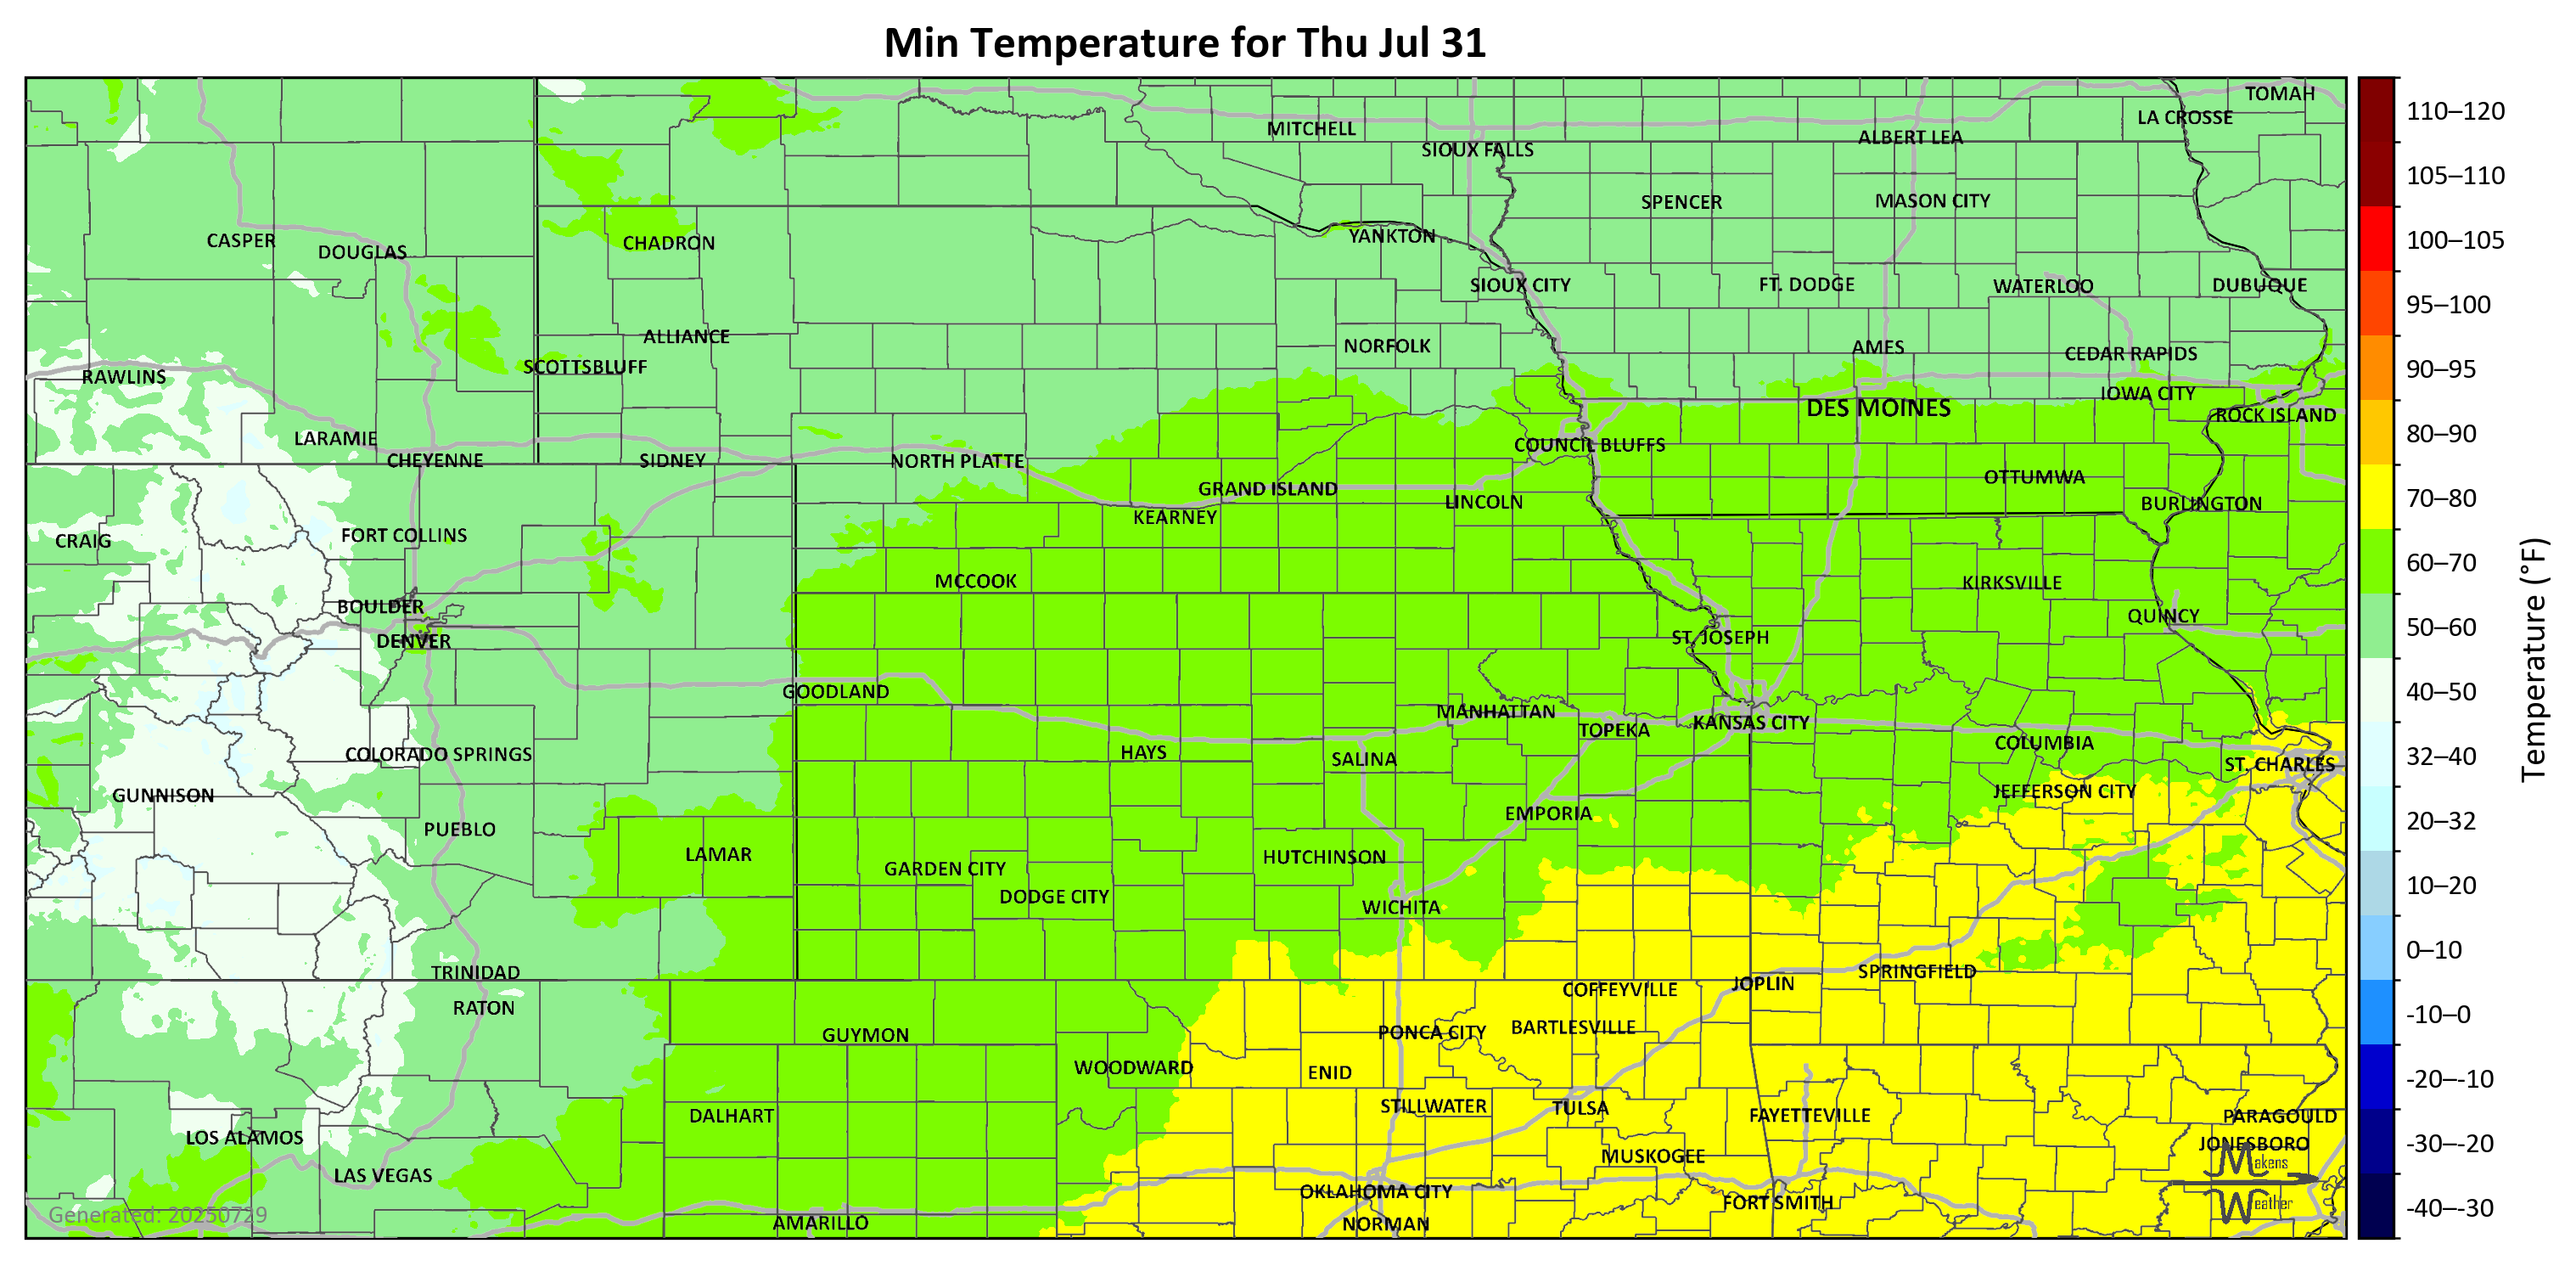 Min Temperature for Thu Jul 31
TOMAH
LA CROSSE
MITCHELL
ALBERT LEA
SIOUX FALLS
SPENCER
MASON CITY
CASPER
DOUGLAS
CHADRON
YANKTON
SIOUX CITY
FT. DODGE
WATERLOO
DUBUQUE
ALLIANCE
NORFOLK
AMES
CEDAR RAPIDS
SCOTTSBLUFF
RAWLINS
IOWA CITY
DES MOINES
ROCK ISLAND
LARAMIE
COUNCIL BLUFFS
CHEYENNE
SIDNEY
NORTH PLATTE
OTTUMWA
GRAND ISLAND
LINCOLN
BURLINGTON
KEARNEY
FORT COLLINS
CRAIG
MCCOOK
KIRKSVILLE
BOULDER
QUINCY
DENVER
ST. JOSEPH
GOODLAND
MANHATTAN
KANSAS CITY
TOPEKA
COLUMBIA
HAYS
COLORADO SPRINGS
SALINA
ST. CHARLES
GUNNISON
JEFFERSON CITY
EMPORIA
PUEBLO
LAMAR
HUTCHINSON
GARDEN CITY
DODGE CITY
WICHITA
TRINIDAD
SPRINGFIELD
JOPLIN
COFFEYVILLE
RATON
BARTLESVILLE
PONCA CITY
GUYMON
WOODWARD
ENID
STILLWATER
TULSA
DALHART
FAYETTEVILLE
PARAGOULD
LOS ALAMOS
JONESBORO
MUSKOGEE
LAS VEGAS
OKLAHOMA CITY
FORT SMITH
AMARILLO
NORMAN
Generated: 20250729
Makens
Weather
110–120
105–110
100–105
95–100
90–95
80–90
70–80
60–70
50–60
40–50
32–40
20–32
10–20
0–10
-10–0
-20–-10
-30–-20
-40–-30
Temperature (°F)